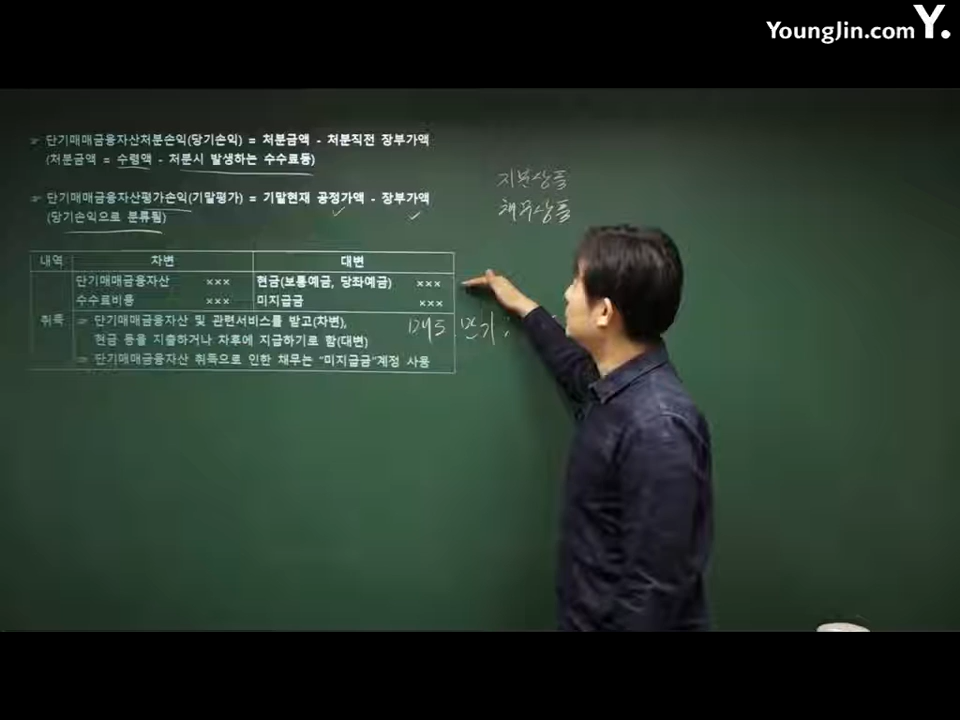 YoungJin.com Y.
☞ 단기매매금융자산처분손익(당기손익) = 처분금액 - 처분직전 장부가액
(처분금액 = 수령액 - 처분시 발생하는 수수료등)
☞ 단기매매금융자산평가손익(기말평가) = 기말현재 공정가액 - 장부가액
(당기손익으로 분류됨)
지분상품
채무상품
내역 차변 대변
단기매매금융자산 ××× 현금(보통예금, 당좌예금) ×××
수수료비용 ××× 미지급금 ×××
취득 ☞ 단기매매금융자산 및 관련서비스를 받고(차변),
현금 등을 지출하거나 차후에 지급하기로 함(대변)
☞ 단기매매금융자산 취득으로 인한 채무는 "미지급금"계정 사용